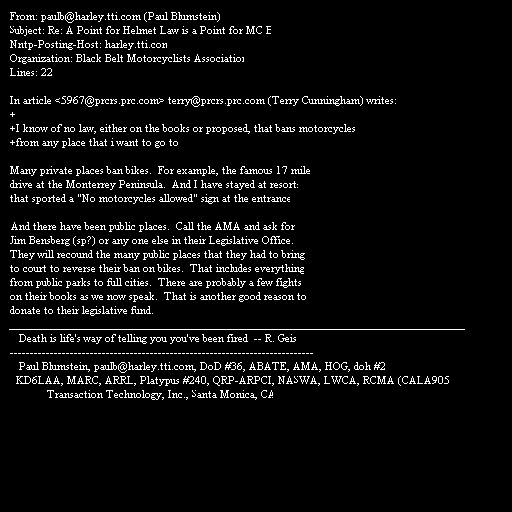 From: paulb@harley.tti.com (Paul Blumstein)
Subject: Re: A Point for Helmet Law is a Point for MC E
Nntp-Posting-Host: harley.tti.con
Organization: Black Belt Motorcyclists Association
Lines: 22
In article <5967@prcrs.prc.com> terry@prcrs.prc.com (Terry Cunningham) writes:
+
+I know of no law, either on the books or proposed, that bans motorcycles
+from any place that i want to go to
Many private places ban bikes. For example, the famous 17 mile
drive at the Monterrey Peninsula. And I have stayed at resorts
that sported a "No motorcycles allowed" sign at the entrance
And there have been public places. Call the AMA and ask for
Jim Bensberg (sp?) or any one else in their Legislative Office.
They will recound the many public places that they had to bring
to court to reverse their ban on bikes. That includes everything
from public parks to full cities. There are probably a few fights
on their books as we now speak. That is another good reason to
donate to their legislative fund.
______________________________________________________________________________
Death is life's way of telling you you've been fired -- R. Geis
------------------------------------------------------------------------------
Paul Blumstein, paulb@harley.tti.com, DoD #36, ABATE, AMA, HOG, doh #2
KD6LAA, MARC, ARRL, Platypus #240, QRP-ARPCI, NASWA, LWCA, RCMA (CALA905
Transaction Technology, Inc., Santa Monica, CA